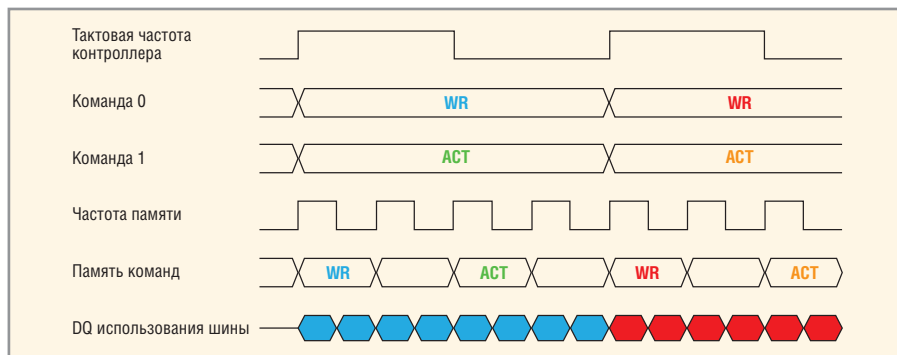 Тактовая частота
контроллера
Команда 0
WR
WR
Команда 1
ACT
ACT
Частота памяти
Память команд
WR
ACT
WR
ACT
DQ использования шины